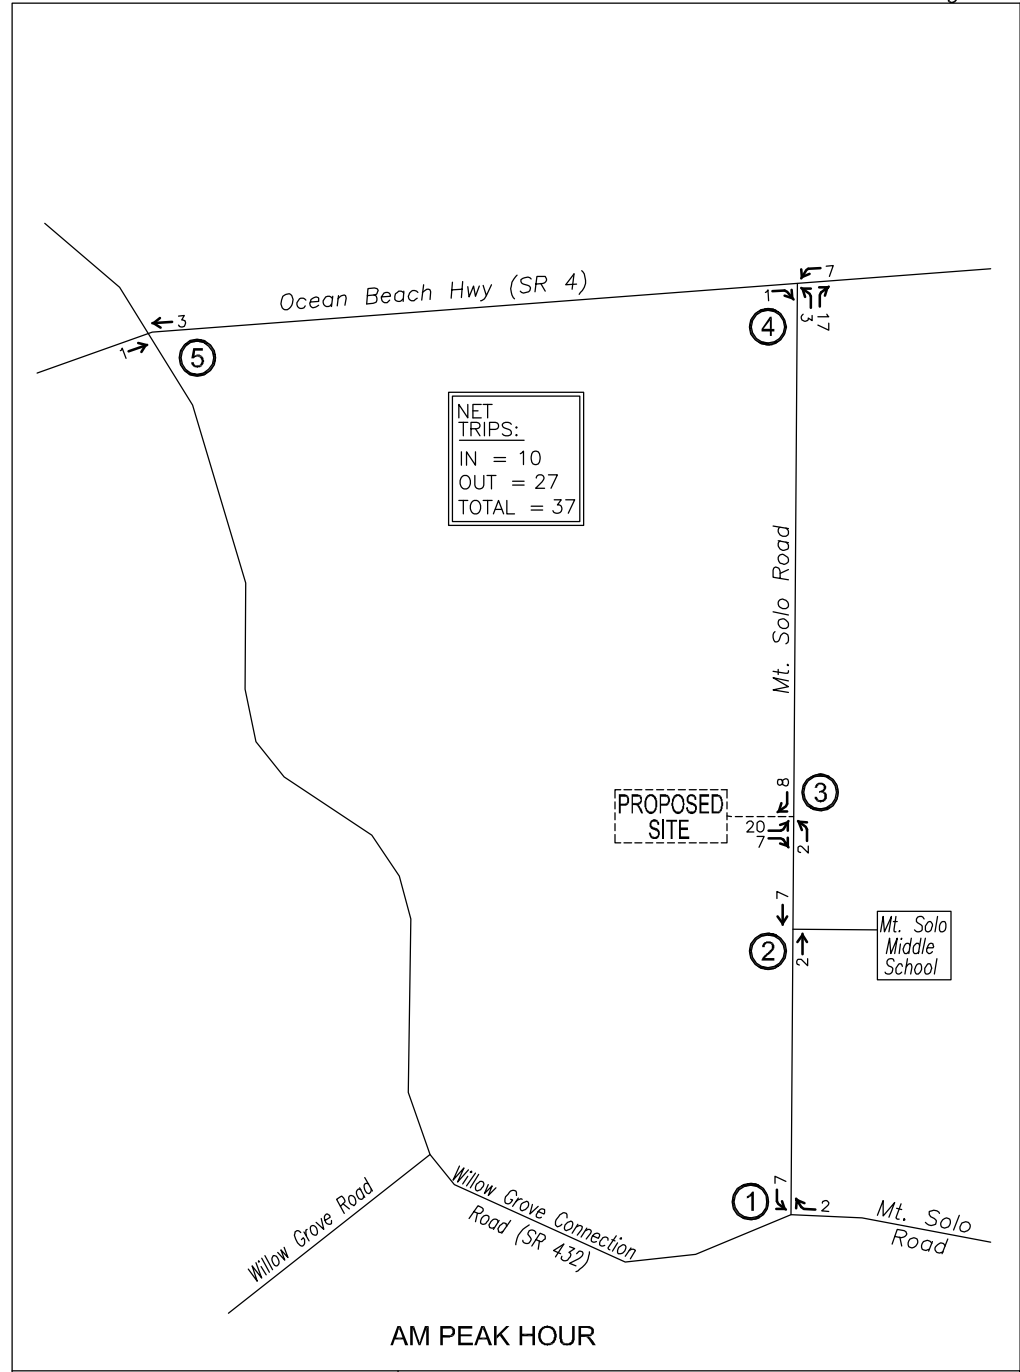 7
Ocean Beach Hwy (SR 4)
1
3
17
4
3
1
5
NET
TRIPS:
IN = 10
OUT = 27
TOTAL = 37
Mt. Solo Road
8
3
PROPOSED
SITE
20
7
2
7
Mt. Solo
Middle
School
2
2
7
1
2
Mt. Solo
Road
Willow Grove Road
Willow Grove Connection
Road (SR 432)
AM PEAK HOUR